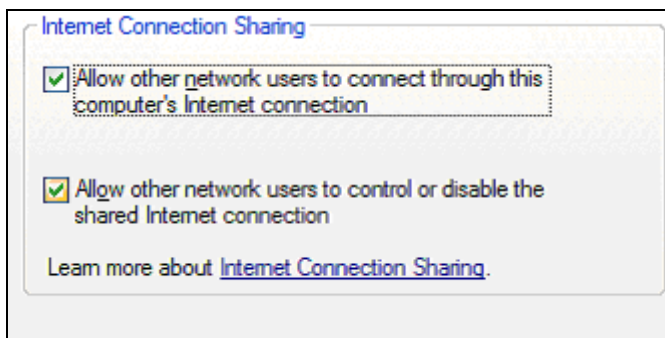 Internet Connection Sharing
Allow other network users to connect through this
computer's Internet connection
Allow other network users to control or disable the
shared Internet connection
Learn more about Internet Connection Sharing.